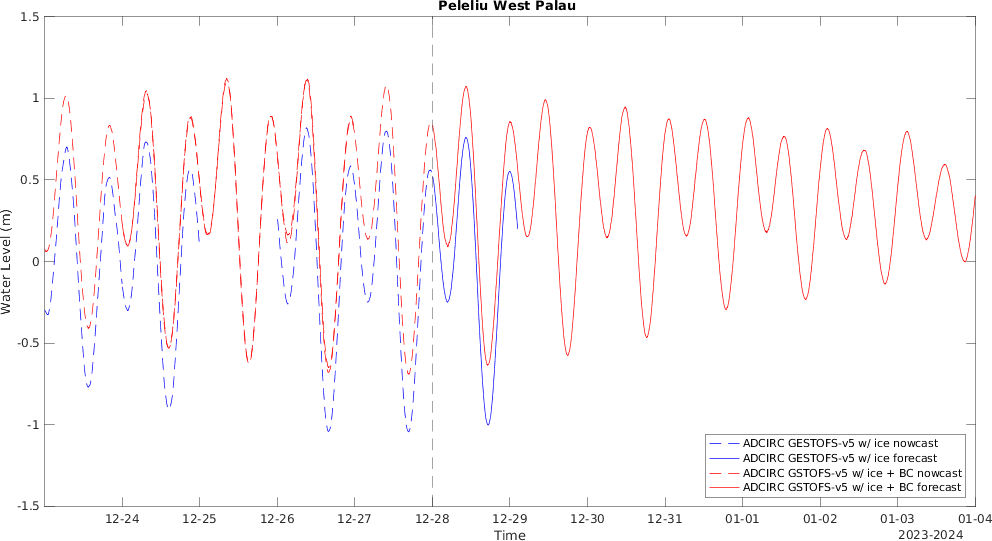 Peleliu West Palau
1.5
1
0.5
0
-0.5
-1
-1.5
Water Level (m)
ADCIRC GESTOFS-v5 w/ ice nowcast
ADCIRC GESTOFS-v5 w/ ice forecast
ADCIRC GSTOFS-v5 w/ ice + BC nowcast
ADCIRC GSTOFS-v5 w/ ice + BC forecast
12-24 12-25 12-26 12-27 12-28 12-29 12-30 12-31 01-01 01-02 01-03 01-04
Time
2023-2024